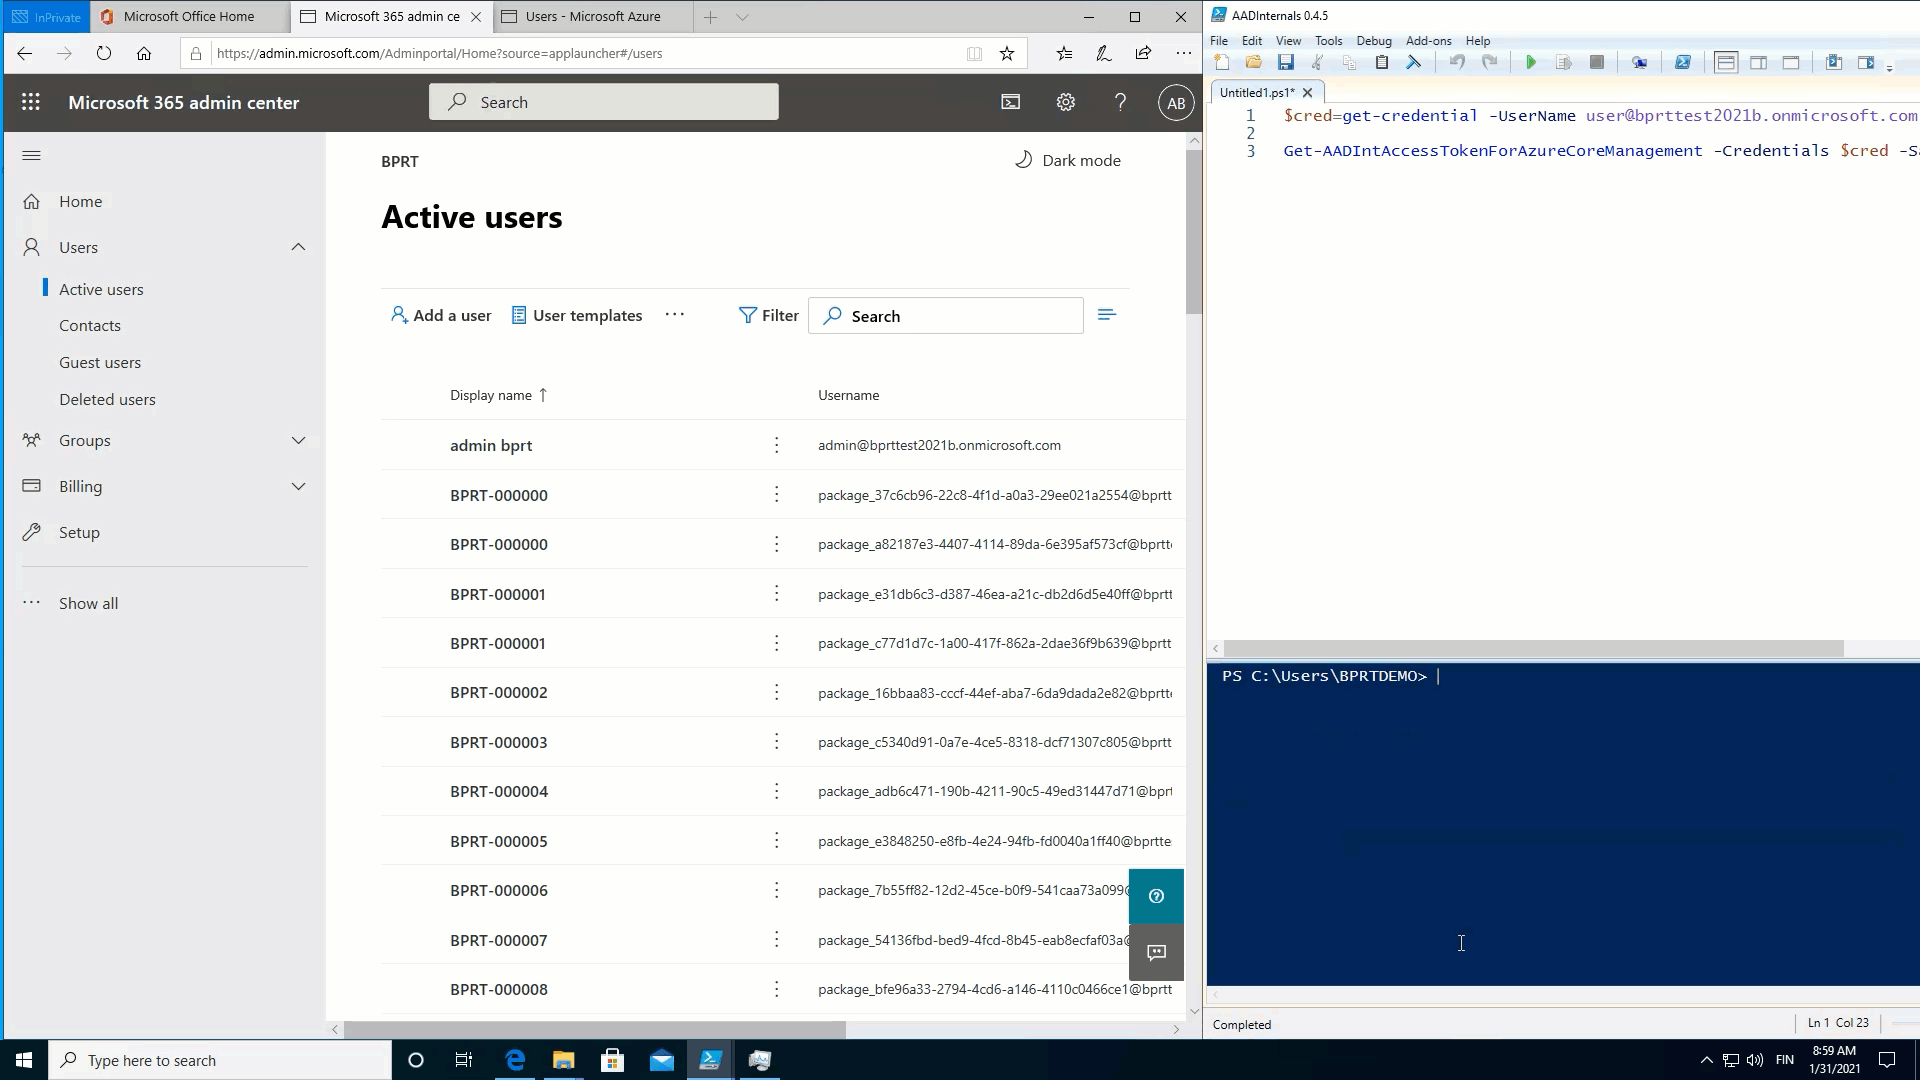 InPrivate
Microsoft Office Home
Microsoft 365 admin ce
Users - Microsoft Azure
https://admin.microsoft.com/Adminportal/Home?source=applauncher#/users
Microsoft 365 admin center
Search
AB
Home
Users
Active users
Contacts
Guest users
Deleted users
Groups
Billing
Setup
Show all
BPRT
Dark mode
Active users
Add a user
User templates
Filter
Search
Display name
Username
admin bprt
admin@bprttest2021b.onmicrosoft.com
BPRT-000000
package_37c6cb96-22c8-4f1d-a0a3-29ee021a2554@bprtt
BPRT-000000
package_a82187e3-4407-4114-89da-6e395af573cf@bprtt
BPRT-000001
package_e31db6c3-d387-46ea-a21c-db2d6d5e40ff@bprtt
BPRT-000001
package_c77d1d7c-1a00-417f-862a-2dae36f9b639@bprtt
BPRT-000002
package_16bbaa83-cccf-44ef-aba7-6da9dada2e82@bprtt
BPRT-000003
package_c5340d91-0a7e-4ce5-8318-dcf71307c805@bprtt
BPRT-000004
package_adb6c471-190b-4211-90c5-49ed31447d71@bprt
BPRT-000005
package_e3848250-e8fb-4e24-94fb-fd0040a1ff40@bprtte
BPRT-000006
package_7b55ff82-12d2-45ce-b0f9-541caa73a099
BPRT-000007
package_54136fbd-bed9-4fcd-8b45-eab8ecfaf03a
BPRT-000008
package_bfe96a33-2794-4cd6-a146-4110c0466ce1@bprtt
AADInternals 0.4.5
File Edit View Tools Debug Add-ons Help
Untitled1.ps1*
1 $cred=get-credential -UserName user@bprttest2021b.onmicrosoft.com
2
3 Get-AADIntAccessTokenForAzureCoreManagement -Credentials $cred -Sa
PS C:\Users\BPRTDEMO>
Completed
Ln 1 Col 23
Type here to search
FIN
8:59 AM
1/31/2021